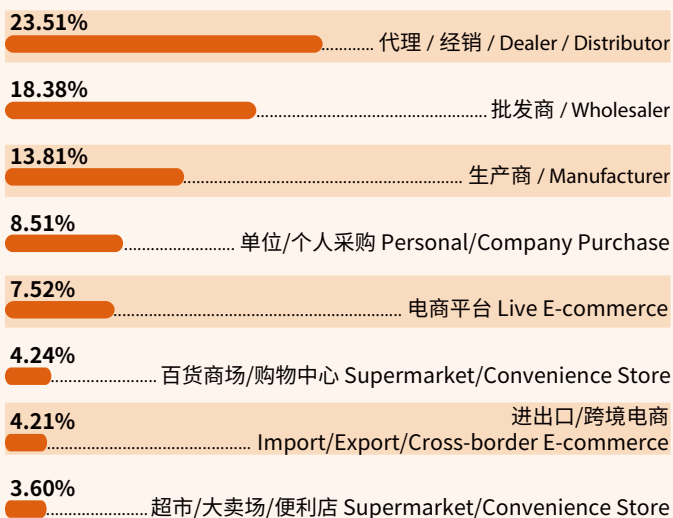 23.51%
代理 / 经销 / Dealer / Distributor
18.38%
批发商 / Wholesaler
13.81%
生产商 / Manufacturer
8.51%
单位/个人采购 Personal/Company Purchase
7.52%
电商平台 Live E-commerce
4.24%
百货商场/购物中心 Supermarket/Convenience Store
4.21%
进出口/跨境电商
Import/Export/Cross-border E-commerce
3.60%
超市/大卖场/便利店 Supermarket/Convenience Store